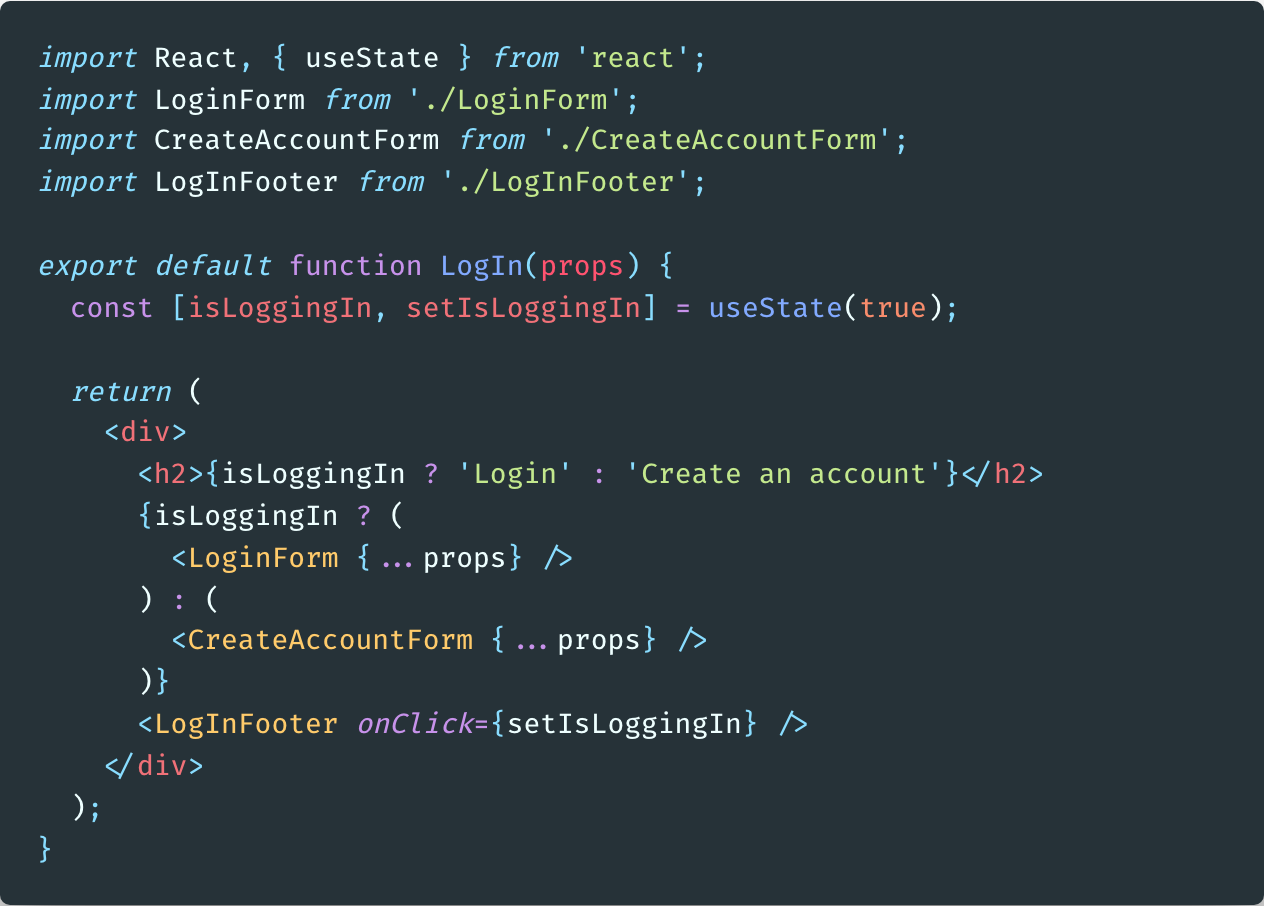 import React, { useState } from 'react';
import LoginForm from './LoginForm';
import CreateAccountForm from './CreateAccountForm';
import LogInFooter from './LogInFooter';

export default function LogIn(props) {
  const [isLoggingIn, setIsLoggingIn] = useState(true);

  return (
    <div>
      <h2>{isLoggingIn ? 'Login' : 'Create an account'}</h2>
      {isLoggingIn ? (
        <LoginForm {...props} />
      ) : (
        <CreateAccountForm {...props} />
      )}
      <LogInFooter onClick={setIsLoggingIn} />
    </div>
  );
}